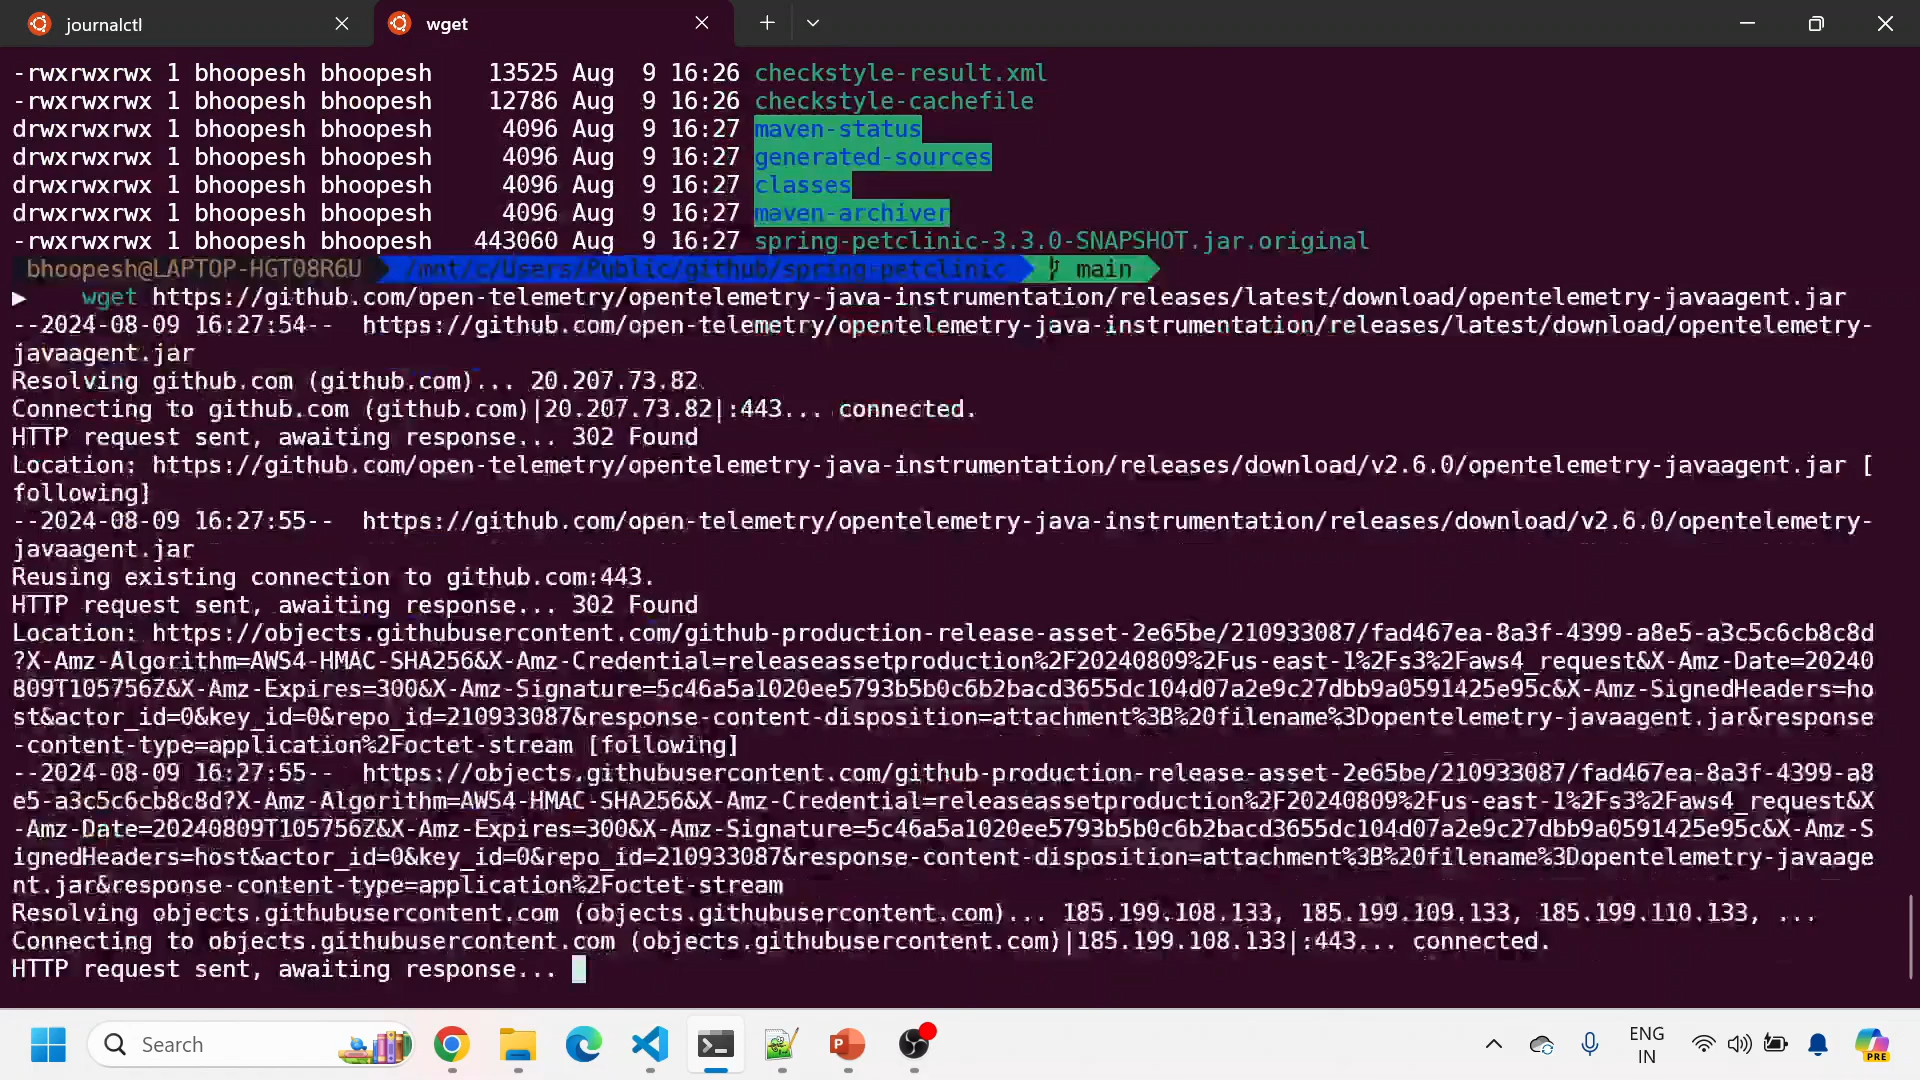 journalctl
wget
-rwxrwxrwx 1 bhoopesh bhoopesh    13525 Aug  9 16:26 checkstyle-result.xml
-rwxrwxrwx 1 bhoopesh bhoopesh    12786 Aug  9 16:26 checkstyle-cachefile
drwxrwxrwx 1 bhoopesh bhoopesh     4096 Aug  9 16:27 maven-status
drwxrwxrwx 1 bhoopesh bhoopesh     4096 Aug  9 16:27 generated-sources
drwxrwxrwx 1 bhoopesh bhoopesh     4096 Aug  9 16:27 classes
drwxrwxrwx 1 bhoopesh bhoopesh     4096 Aug  9 16:27 maven-archiver
-rwxrwxrwx 1 bhoopesh bhoopesh   443060 Aug  9 16:27 spring-petclinic-3.3.0-SNAPSHOT.jar.original
bhoopesh@LAPTOP-HGT08R6U /mnt/c/Users/Public/github/spring-petclinic main
wget https://github.com/open-telemetry/opentelemetry-java-instrumentation/releases/latest/download/opentelemetry-javaagent.jar
--2024-08-09 16:27:54--  https://github.com/open-telemetry/opentelemetry-java-instrumentation/releases/latest/download/opentelemetry-
javaagent.jar
Resolving github.com (github.com)... 20.207.73.82
Connecting to github.com (github.com)|20.207.73.82|:443... connected.
HTTP request sent, awaiting response... 302 Found
Location: https://github.com/open-telemetry/opentelemetry-java-instrumentation/releases/download/v2.6.0/opentelemetry-javaagent.jar [
following]
--2024-08-09 16:27:55--  https://github.com/open-telemetry/opentelemetry-java-instrumentation/releases/download/v2.6.0/opentelemetry-
javaagent.jar
Reusing existing connection to github.com:443.
HTTP request sent, awaiting response... 302 Found
Location: https://objects.githubusercontent.com/github-production-release-asset-2e65be/210933087/fad467ea-8a3f-4399-a8e5-a3c5c6cb8c8d
?X-Amz-Algorithm=AWS4-HMAC-SHA256&X-Amz-Credential=releaseassetproduction%2F20240809%2Fus-east-1%2Fs3%2Faws4_request&X-Amz-Date=20240
809T105756Z&X-Amz-Expires=300&X-Amz-Signature=5c46a5a1020ee5793b5b0c6b2bacd3655dc104d07a2e9c27dbb9a0591425e95c&X-Amz-SignedHeaders=ho
st&actor_id=0&key_id=0&repo_id=210933087&response-content-disposition=attachment%3B%20filename%3Dopentelemetry-javaagent.jar&response
-content-type=application%2Foctet-stream [following]
--2024-08-09 16:27:55--  https://objects.githubusercontent.com/github-production-release-asset-2e65be/210933087/fad467ea-8a3f-4399-a8
e5-a3c5c6cb8c8d?X-Amz-Algorithm=AWS4-HMAC-SHA256&X-Amz-Credential=releaseassetproduction%2F20240809%2Fus-east-1%2Fs3%2Faws4_request&X
-Amz-Date=20240809T105756Z&X-Amz-Expires=300&X-Amz-Signature=5c46a5a1020ee5793b5b0c6b2bacd3655dc104d07a2e9c27dbb9a0591425e95c&X-Amz-S
ignedHeaders=host&actor_id=0&key_id=0&repo_id=210933087&response-content-disposition=attachment%3B%20filename%3Dopentelemetry-javaage
nt.jar&response-content-type=application%2Foctet-stream
Resolving objects.githubusercontent.com (objects.githubusercontent.com)... 185.199.108.133, 185.199.109.133, 185.199.110.133, ...
Connecting to objects.githubusercontent.com (objects.githubusercontent.com)|185.199.108.133|:443... connected.
HTTP request sent, awaiting response...
Search
ENG
IN
PRE